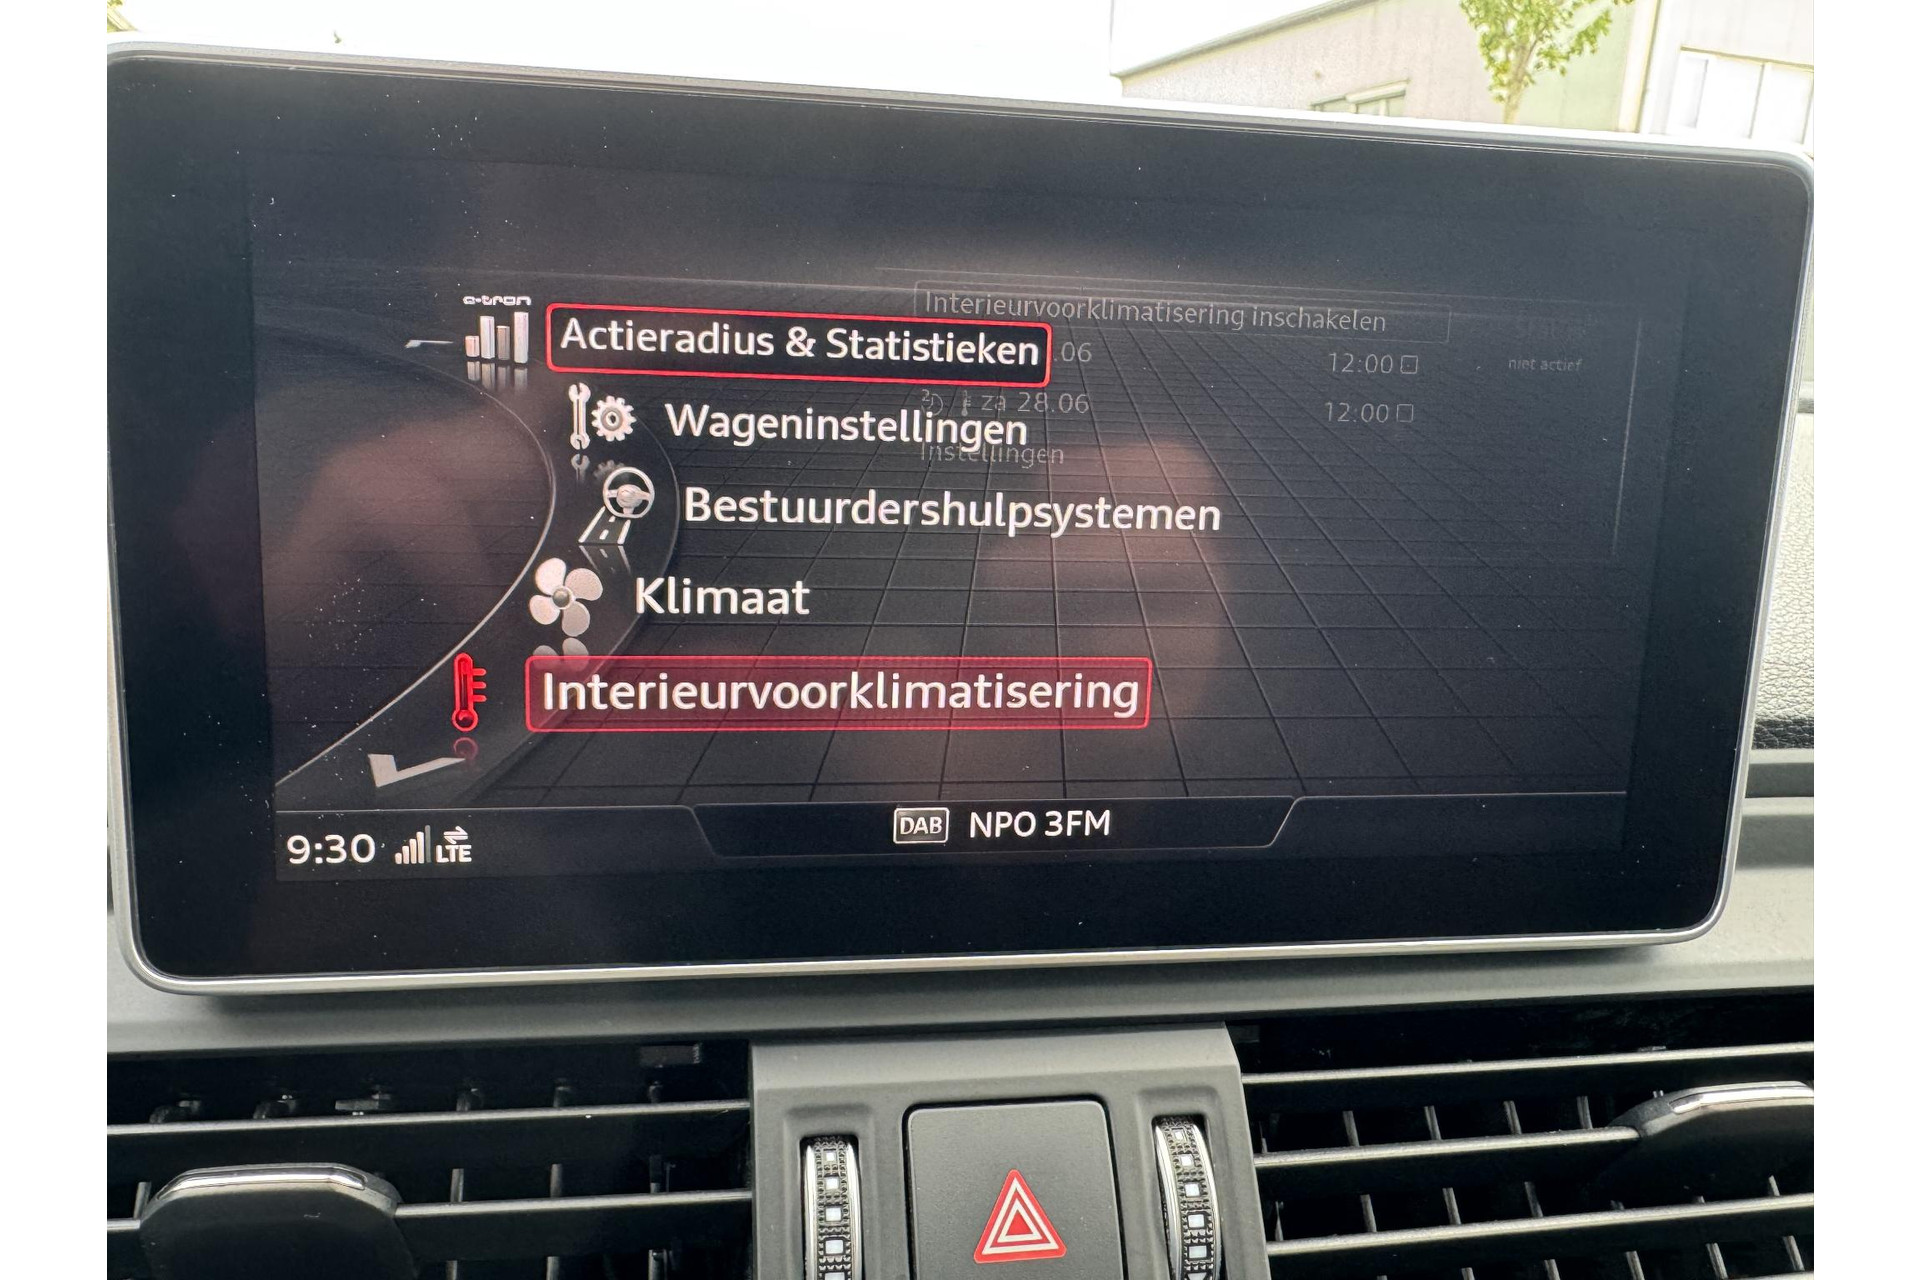 e-tron
Interieurvoorklimatisering inschakelen
Actieradius & Statistieken
.06
12:00
niet actief
2
za 28.06
12:00
Wageninstellingen
Instellingen
Bestuurdershulpsystemen
Klimaat
Interieurvoorklimatisering
9:30
LTE
DAB
NPO 3FM